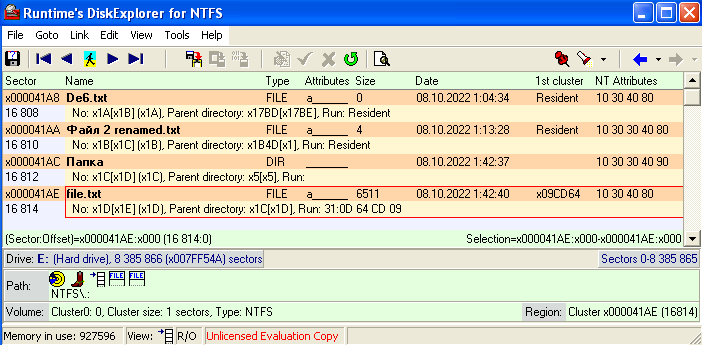 Runtime's DiskExplorer for NTFS
File Goto Link Edit View Tools Help
Sector Name Type Attributes Size Date 1st cluster NT Attributes
x000041A8 De6.txt FILE a______ 0 08.10.2022 1:04:34 Resident 10 30 40 80
16 808 No: x1A[x1B] (x1A), Parent directory: x17BD[x17BE], Run: Resident
x000041AA Файл 2 renamed.txt FILE a______ 4 08.10.2022 1:13:28 Resident 10 30 30 40 80
16 810 No: x1B[x1C] (x1B), Parent directory: x1B4D[x1], Run: Resident
x000041AC Папка DIR _______ 08.10.2022 1:42:37 10 30 30 40 90
16 812 No: x1C[x1D] (x1C), Parent directory: x5[x5], Run:
x000041AE file.txt FILE a______ 6511 08.10.2022 1:42:40 x09CD64 10 30 40 80
16 814 No: x1D[x1E] (x1D), Parent directory: x1C[x1D], Run: 31:0D 64 CD 09
(Sector:Offset)=x000041AE:x000 (16 814:0) Selection=x000041AE:x000-x000041AE:x000
Drive: E: (Hard drive), 8 385 866 (x007FF54A) sectors Sectors 0-8 385 865
Path: FILE FILE
NTFS\.:
Volume: Cluster0: 0, Cluster size: 1 sectors, Type: NTFS Region: Cluster x000041AE (16814)
Memory in use: 927596 View: R/O Unlicensed Evaluation Copy